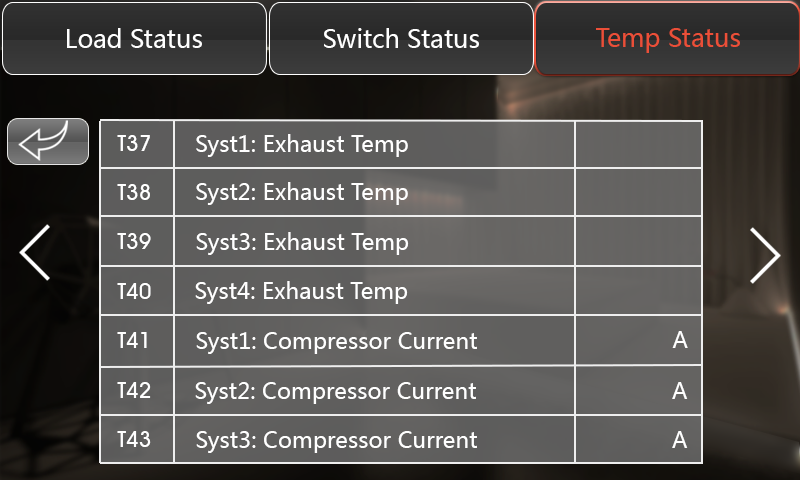 Load Status Switch Status Temp Status
T37 Syst1: Exhaust Temp
T38 Syst2: Exhaust Temp
T39 Syst3: Exhaust Temp
T40 Syst4: Exhaust Temp
T41 Syst1: Compressor Current A
T42 Syst2: Compressor Current A
T43 Syst3: Compressor Current A